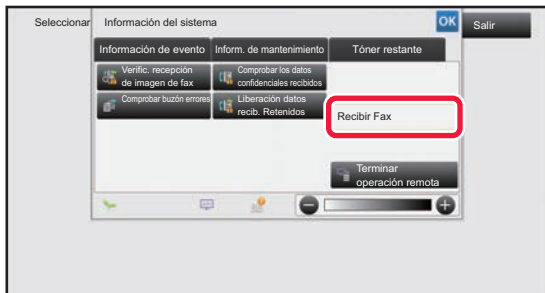 Seleccionar
Información del sistema
OK
Salir
Información de evento
Inform. de mantenimiento
Tóner restante
Verific. recepción
de imagen de fax
Comprobar los datos
confidenciales recibidos
Comprobar buzón errores
Liberación datos
recib. Retenidos
Recibir Fax
Terminar
operación remota